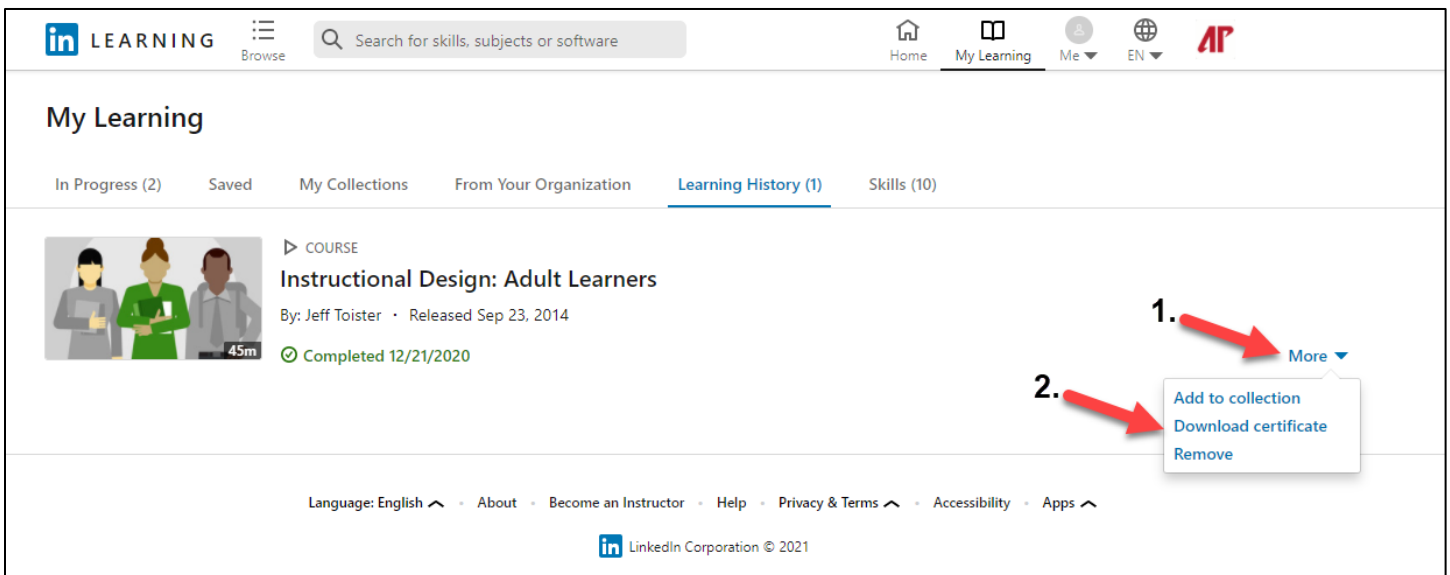 in LEARNING Browse Search for skills, subjects or software Home My Learning Me EN AP
My Learning
In Progress (2) Saved My Collections From Your Organization Learning History (1) Skills (10)
COURSE
Instructional Design: Adult Learners
By: Jeff Toister · Released Sep 23, 2014
45m
Completed 12/21/2020
1.
More
2.
Add to collection
Download certificate
Remove
Language: English · About · Become an Instructor · Help · Privacy & Terms · Accessibility · Apps
in LinkedIn Corporation © 2021